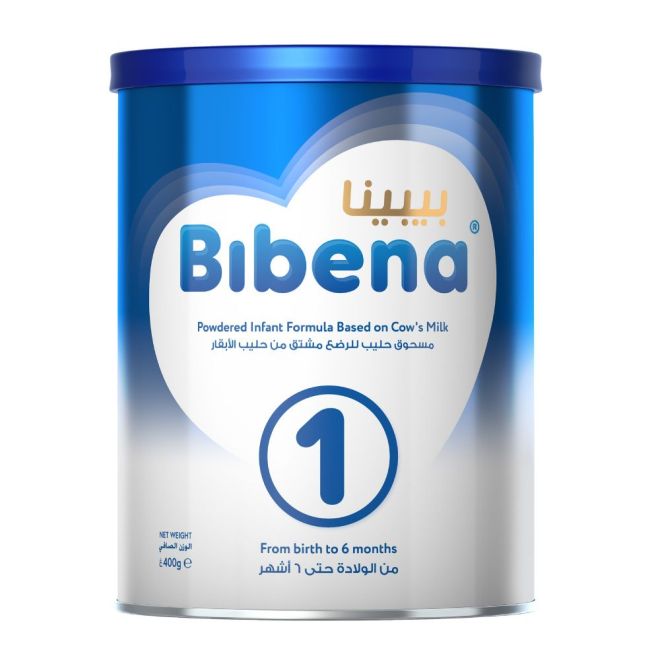 بيبينا
Bibena®
Powdered Infant Formula Based on Cow's Milk
مسحوق حليب للرضع مشتق من حليب الأبقار
1
From birth to 6 months
من الولادة حتى ٦ أشهر
NET WEIGHT
الوزن الصافي
400g ℮ غ